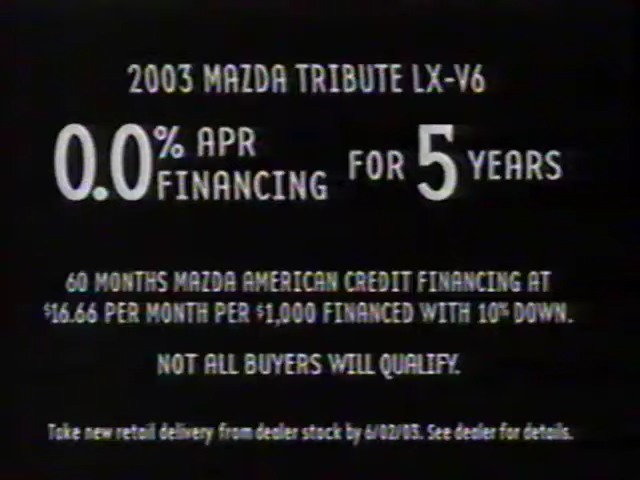 2003 MAZDA TRIBUTE LX-V6
0.0% APR FINANCING FOR 5 YEARS
60 MONTHS MAZDA AMERICAN CREDIT FINANCING AT
$16.66 PER MONTH PER $1,000 FINANCED WITH 10% DOWN.
NOT ALL BUYERS WILL QUALIFY.
Take new retail delivery from dealer stock by 6/02/03. See dealer for details.